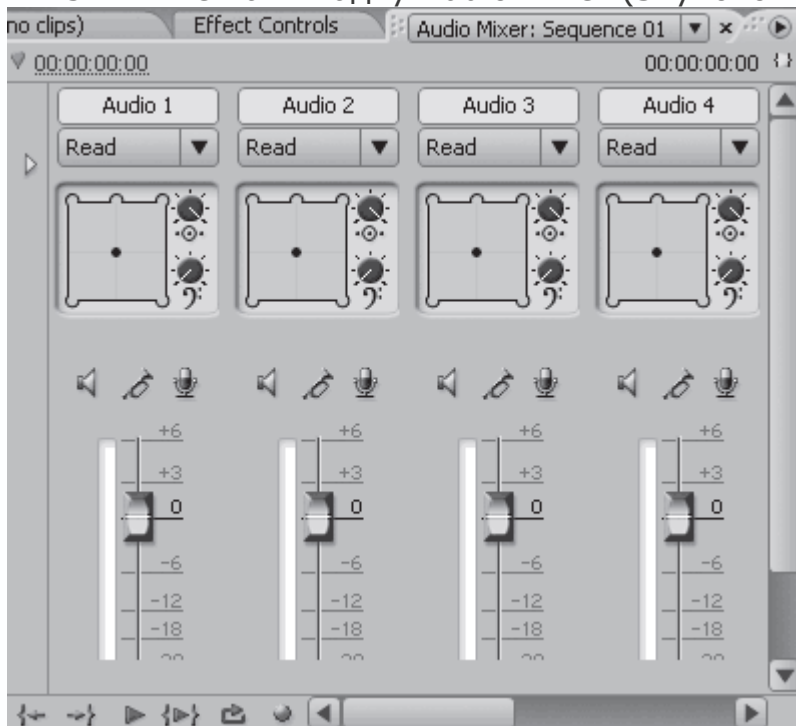 no clips) Effect Controls Audio Mixer: Sequence 01
00:00:00:00 00:00:00:00
Audio 1 Audio 2 Audio 3 Audio 4
Read Read Read Read
+6 +6 +6 +6
+3 +3 +3 +3
0 0 0 0
-6 -6 -6 -6
-12 -12 -12 -12
-18 -18 -18 -18